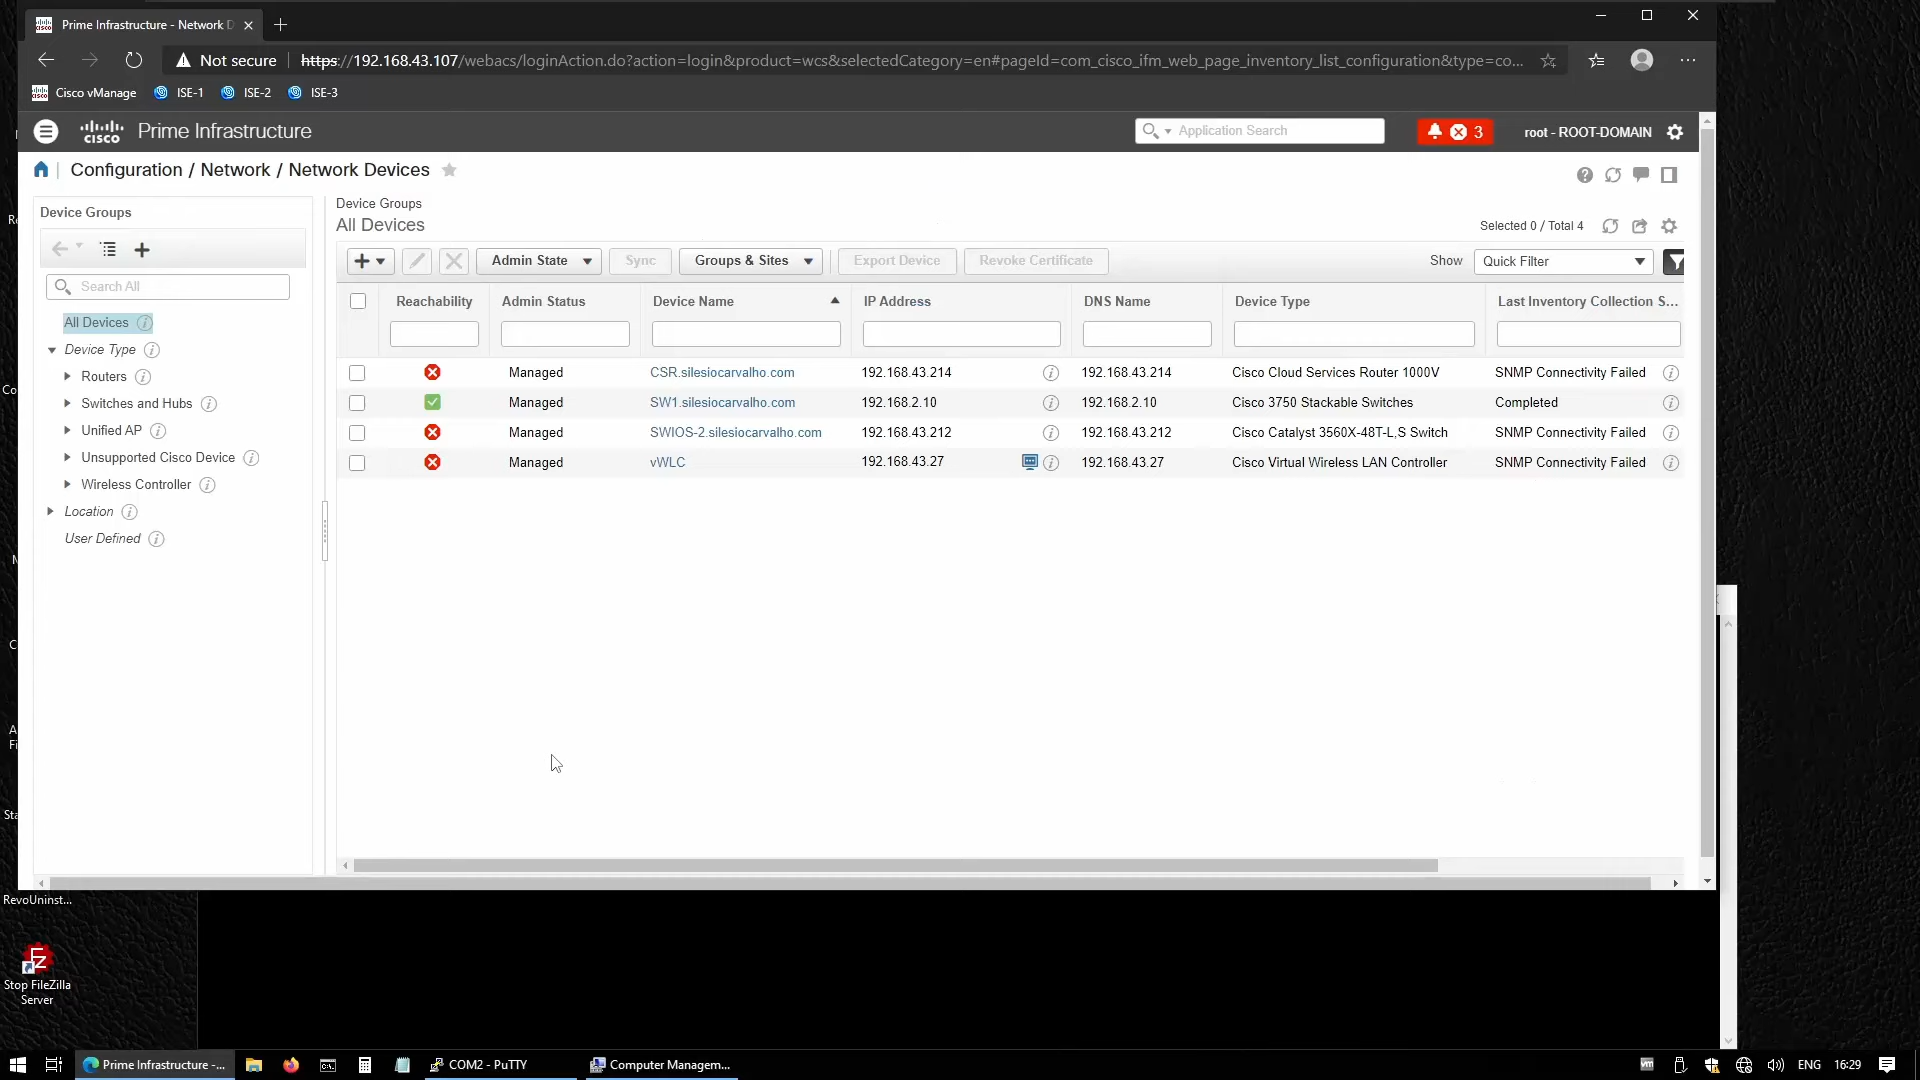 Prime Infrastructure - Network D
Not secure
https://192.168.43.107/webacs/loginAction.do?action=login&product=wcs&selectedCategory=en#pageId=com_cisco_ifm_web_page_inventory_list_configuration&type=co...
Cisco vManage
ISE-1
ISE-2
ISE-3
cisco
Prime Infrastructure
Application Search
3
root - ROOT-DOMAIN
Configuration / Network / Network Devices
Device Groups
Search All
All Devices
Device Type
Routers
Switches and Hubs
Unified AP
Unsupported Cisco Device
Wireless Controller
Location
User Defined
Device Groups
All Devices
Selected 0 / Total 4
Admin State
Sync
Groups & Sites
Export Device
Revoke Certificate
Show
Quick Filter
Reachability Admin Status Device Name IP Address DNS Name Device Type Last Inventory Collection S...
Managed CSR.silesiocarvalho.com 192.168.43.214 192.168.43.214 Cisco Cloud Services Router 1000V SNMP Connectivity Failed
Managed SW1.silesiocarvalho.com 192.168.2.10 192.168.2.10 Cisco 3750 Stackable Switches Completed
Managed SWIOS-2.silesiocarvalho.com 192.168.43.212 192.168.43.212 Cisco Catalyst 3560X-48T-L,S Switch SNMP Connectivity Failed
Managed vWLC 192.168.43.27 192.168.43.27 Cisco Virtual Wireless LAN Controller SNMP Connectivity Failed
RevoUninst...
Stop FileZilla
Server
Prime Infrastructure -...
COM2 - PuTTY
Computer Managem...
ENG
16:29